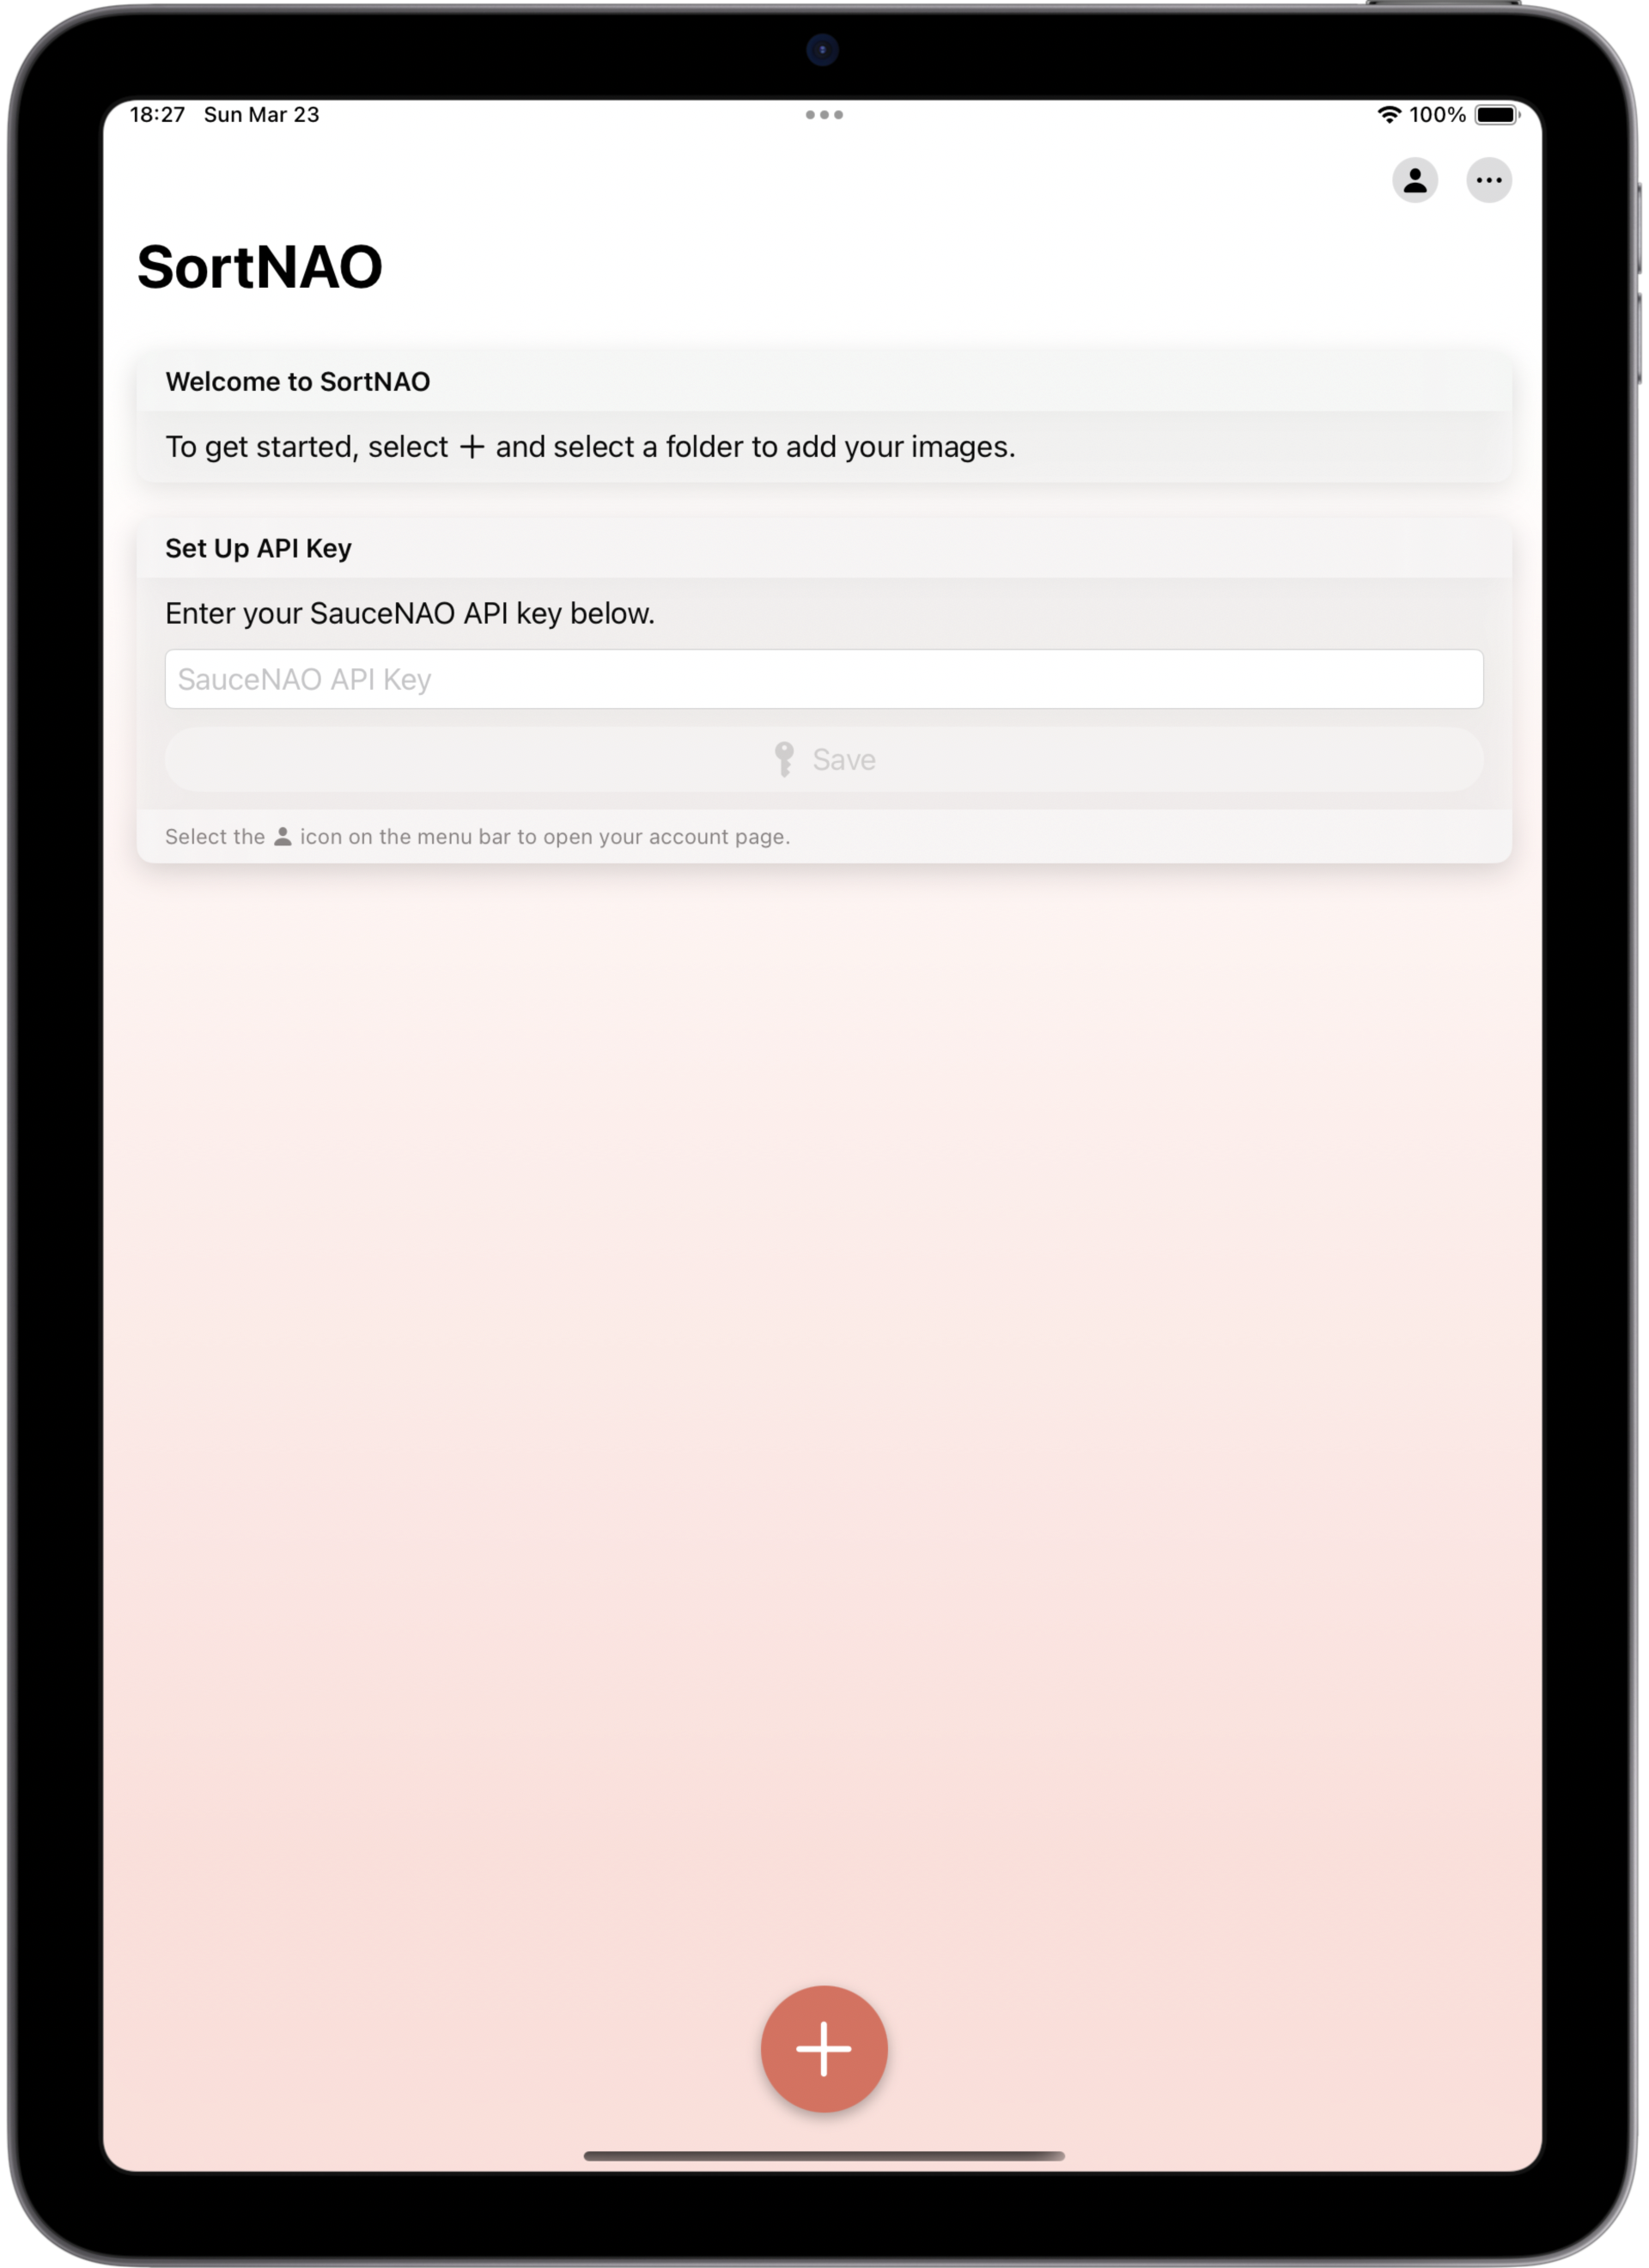 18:27 Sun Mar 23 100%
SortNAO
Welcome to SortNAO
To get started, select + and select a folder to add your images.
Set Up API Key
Enter your SauceNAO API key below.
SauceNAO API Key
Save
Select the icon on the menu bar to open your account page.